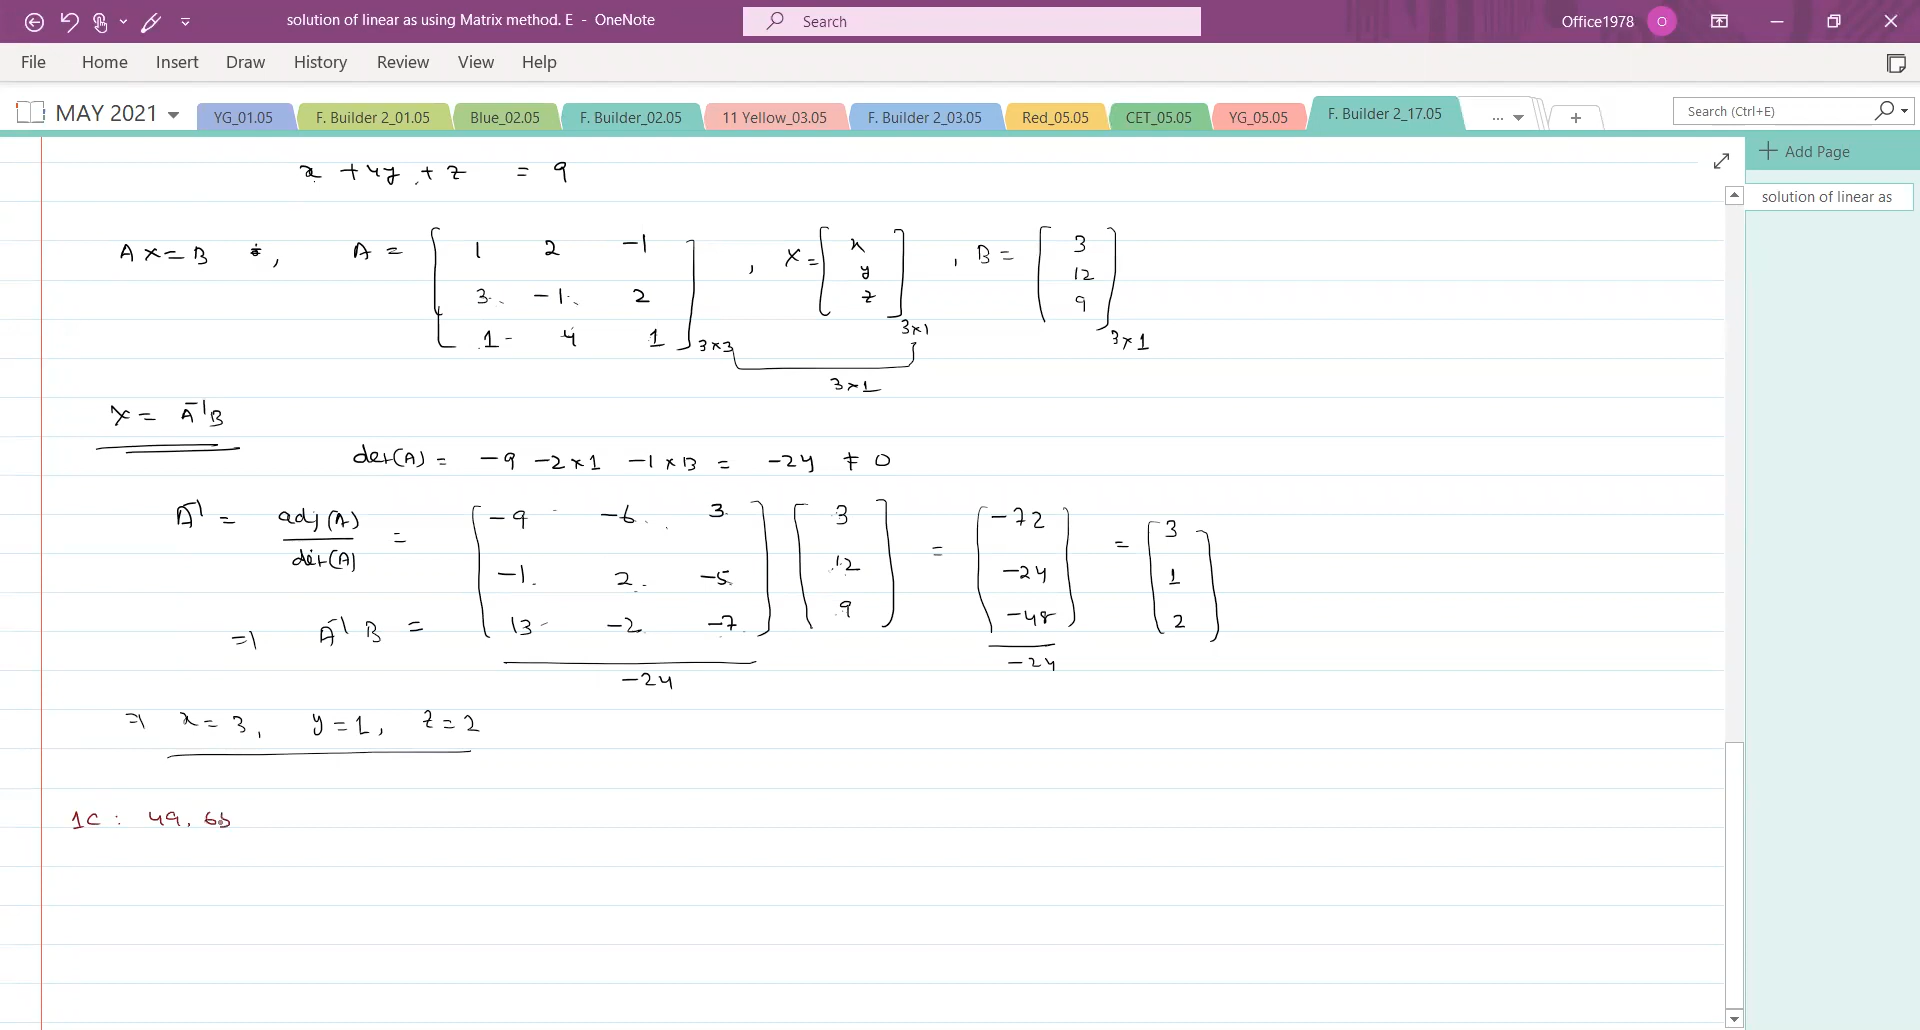 solution of linear as using Matrix method. E - OneNote
Search
Office1978
O
File Home Insert Draw History Review View Help
MAY 2021
YG_01.05
F. Builder 2_01.05
Blue_02.05
F. Builder_02.05
11 Yellow_03.05
F. Builder 2_03.05
Red_05.05
CET_05.05
YG_05.05
F. Builder 2_17.05
...
+
Search (Ctrl+E)
+ Add Page
solution of linear as
x + 4y + z = 9
AX = B , A = [ 1 2 -1 , X = [ x , B = [ 3
3 -1 2 y 12
1 4 1 ] 3×3 z ] 3×1 9 ] 3×1
3×1
X = A⁻¹B
det(A) = -9 -2×1 -1×13 = -24 ≠ 0
A⁻¹ = adj(A) / det(A) = [ -9 -6 3 ] [ 3 ] = [ -72 ] = [ 3 ]
-1 2 -5 12 -24 1
⇒ A⁻¹B = 13 -2 -7 9 -48 2
-24 -24
⇒ x = 3, y = 1, z = 2
1C : 49.